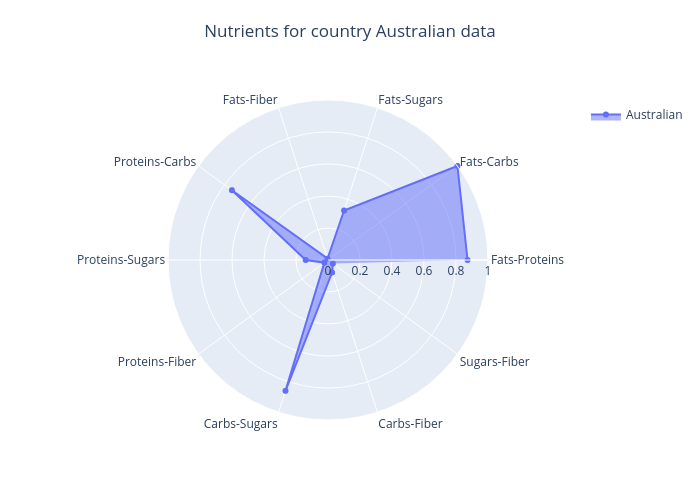 Nutrients for country Australian data
Fats-Fiber
Fats-Sugars
Australian
Proteins-Carbs
Fats-Carbs
Proteins-Sugars
Fats-Proteins
0
0.2
0.4
0.6
0.8
1
Proteins-Fiber
Sugars-Fiber
Carbs-Sugars
Carbs-Fiber